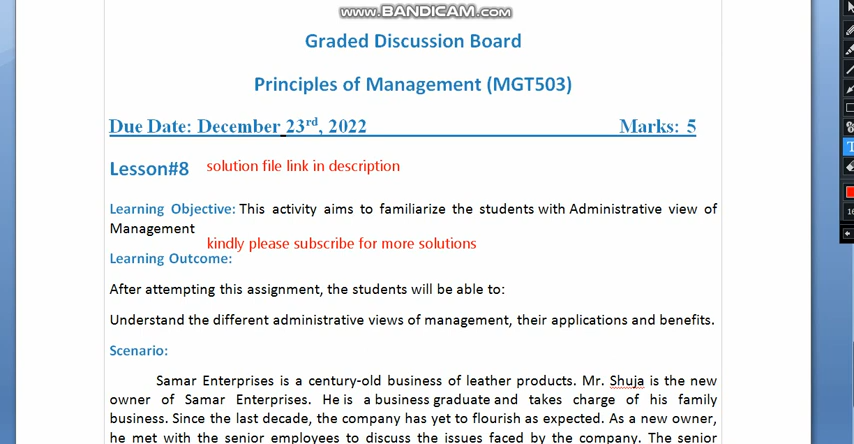 www.BANDICAM.com
Graded Discussion Board
Principles of Management (MGT503)
Due Date: December 23rd, 2022 Marks: 5
Lesson#8 solution file link in description
Learning Objective: This activity aims to familiarize the students with Administrative view of
Management
kindly please subscribe for more solutions
Learning Outcome:
After attempting this assignment, the students will be able to:
Understand the different administrative views of management, their applications and benefits.
Scenario:
Samar Enterprises is a century-old business of leather products. Mr. Shuja is the new
owner of Samar Enterprises. He is a business graduate and takes charge of his family
business. Since the last decade, the company has yet to flourish as expected. As a new owner,
he met with the senior employees to discuss the issues faced by the company. The senior